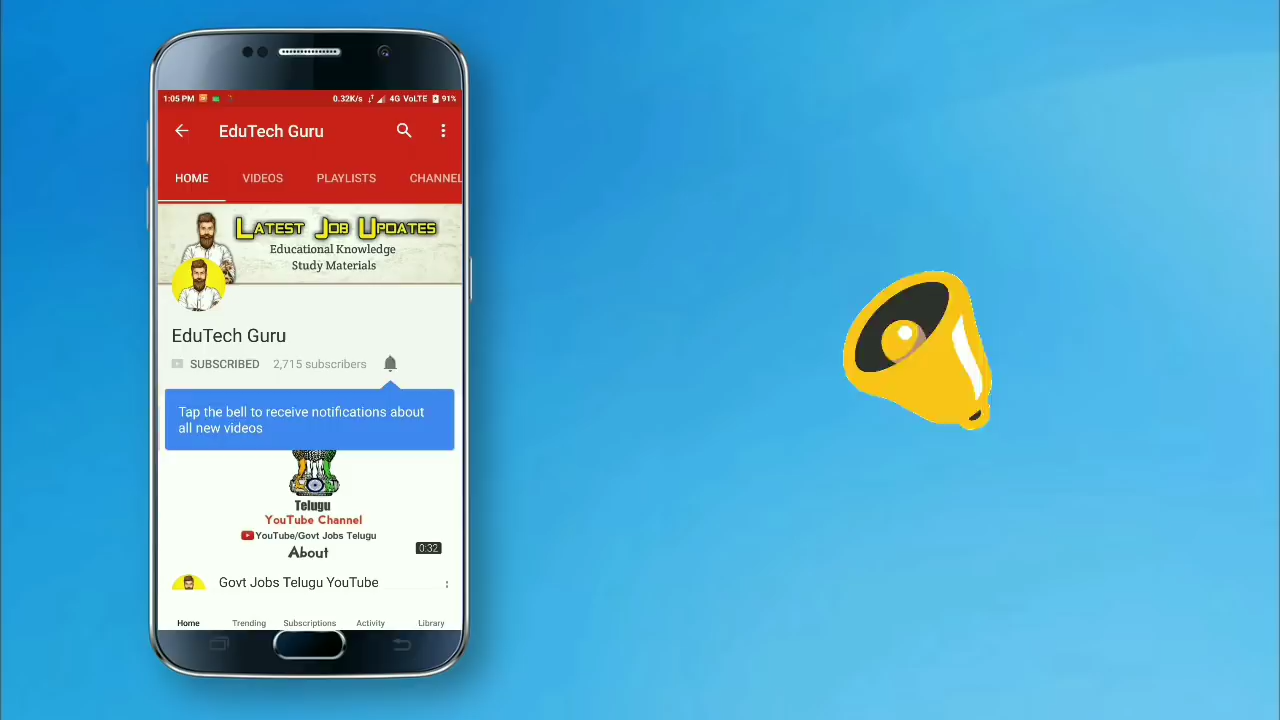 1:05 PM 0.32K/s 4G VoLTE 91%
EduTech Guru
HOME VIDEOS PLAYLISTS CHANNEL
Latest Job Updates
Educational Knowledge
Study Materials
EduTech Guru
SUBSCRIBED 2,715 subscribers
Tap the bell to receive notifications about
all new videos
Telugu
YouTube Channel
YouTube/Govt Jobs Telugu
About
0:32
Govt Jobs Telugu YouTube
Home Trending Subscriptions Activity Library